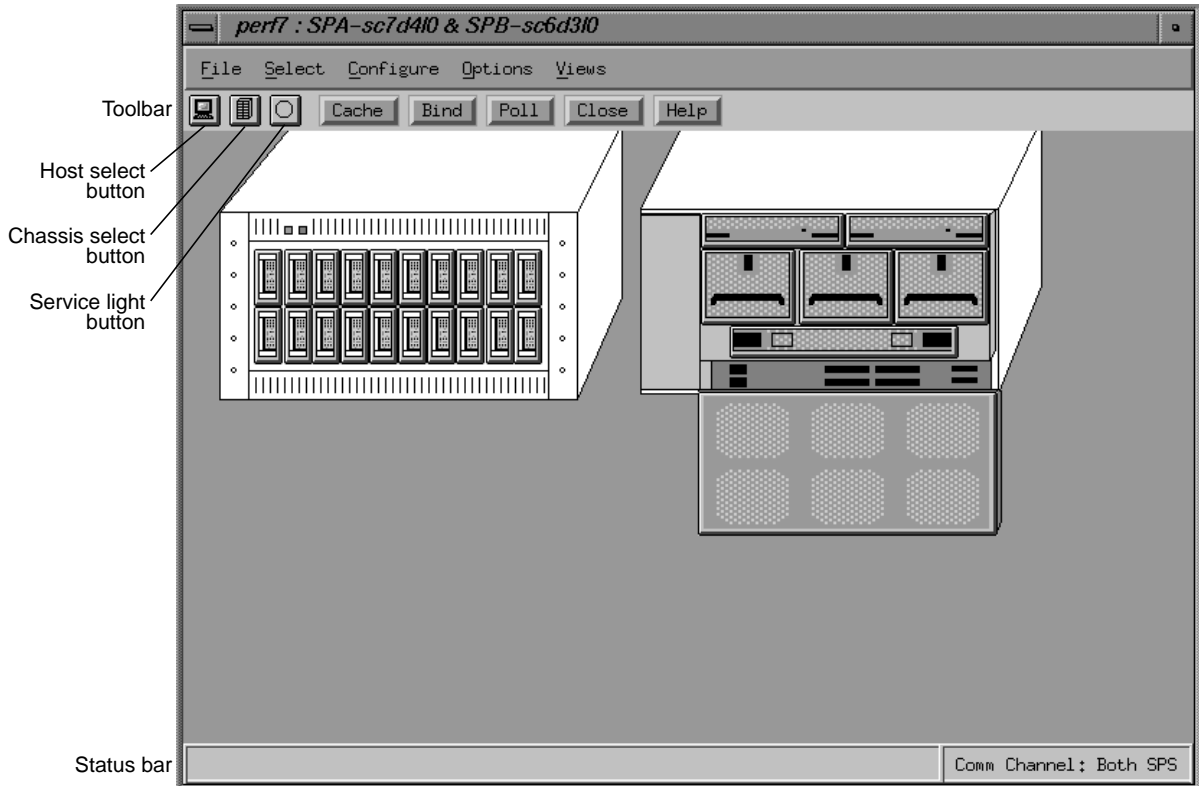 perf7 : SPA-sc7d4l0 & SPB-sc6d3l0
File Select Configure Options Views
Toolbar
Cache Bind Poll Close Help
Host select
button
Chassis select
button
Service light
button
Status bar
Comm Channel: Both SPS